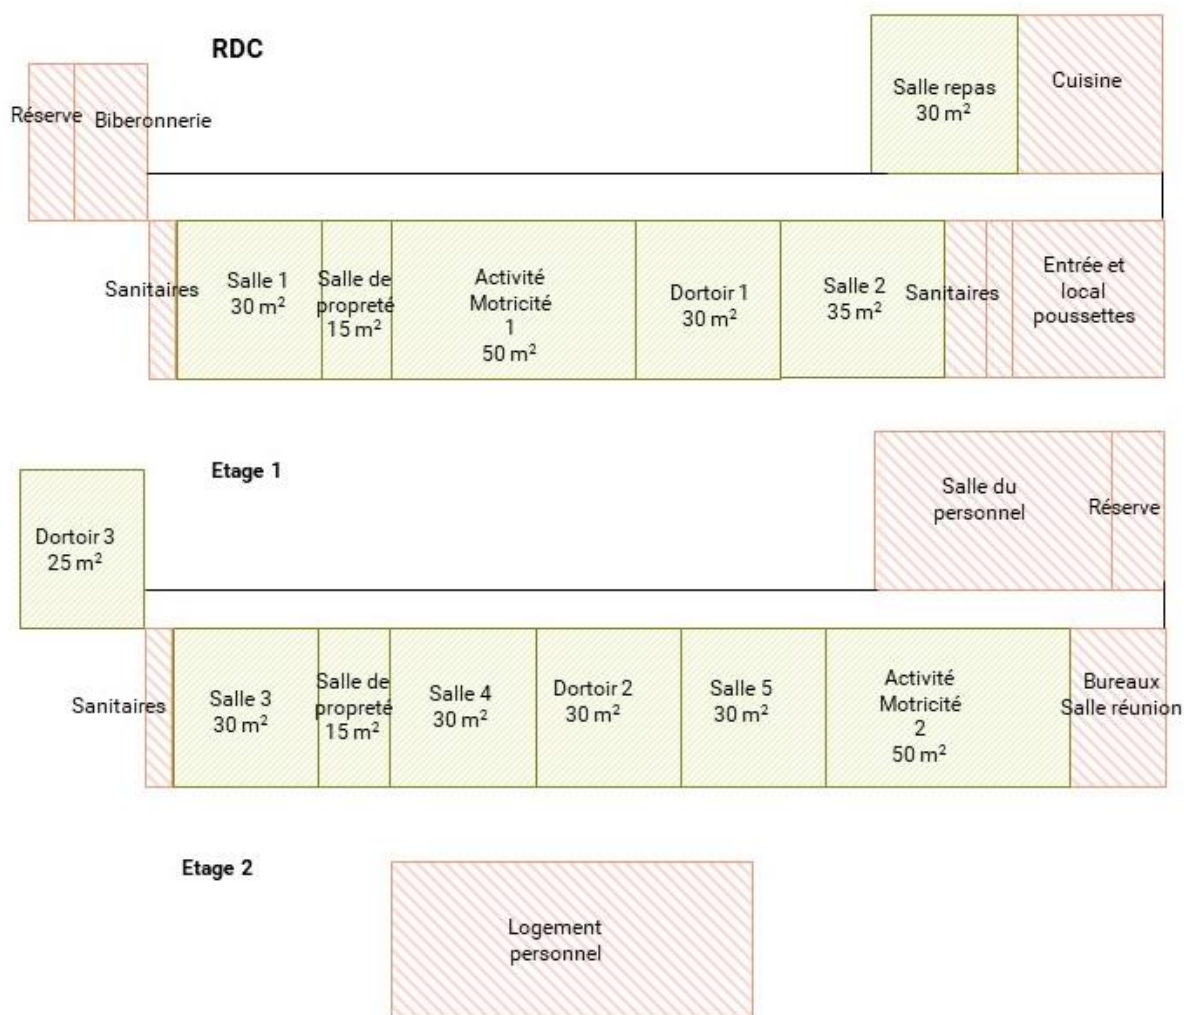 RDC
Salle repas
30 m²
Cuisine
Réserve
Biberonnerie
Sanitaires
Salle 1
30 m²
Salle de
propreté
15 m²
Activité
Motricité
1
50 m²
Dortoir 1
30 m²
Salle 2
35 m²
Sanitaires
Entrée et
local
poussettes
Etage 1
Salle du
personnel
Réserve
Dortoir 3
25 m²
Sanitaires
Salle 3
30 m²
Salle de
propreté
15 m²
Salle 4
30 m²
Dortoir 2
30 m²
Salle 5
30 m²
Activité
Motricité
2
50 m²
Bureaux
Salle réunion
Etage 2
Logement
personnel